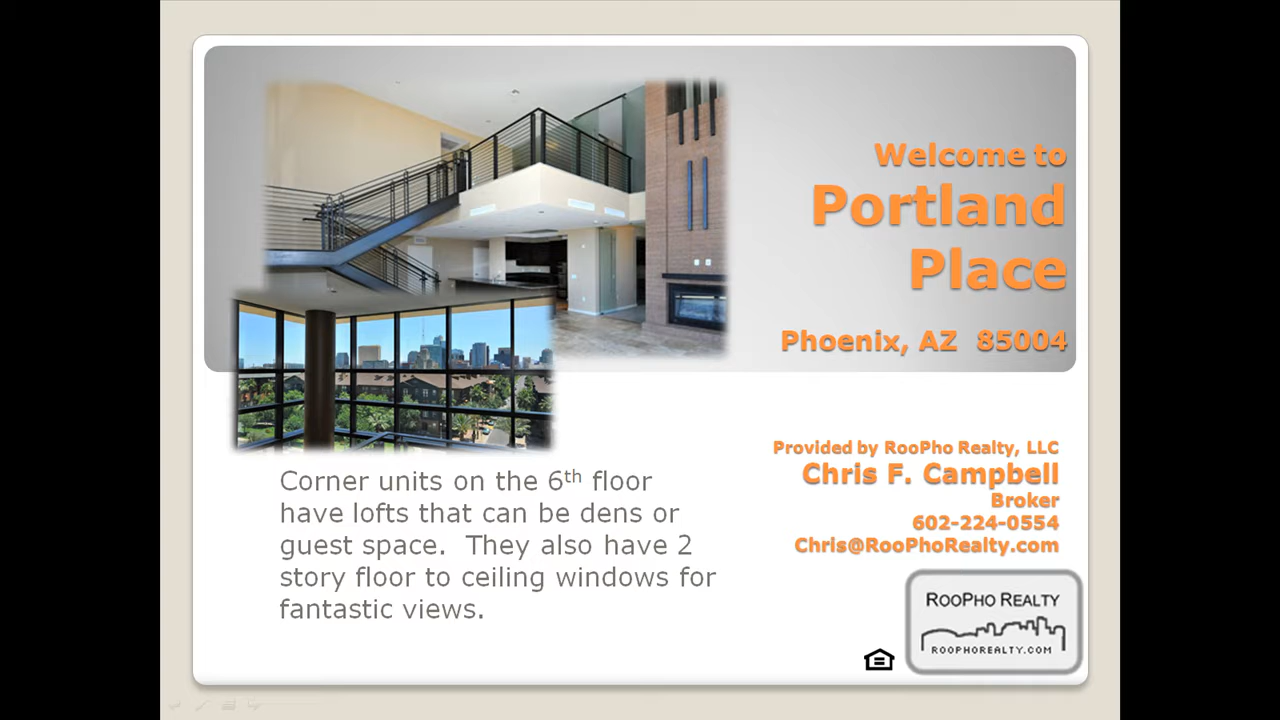 Welcome to
Portland
Place
Phoenix, AZ 85004
Provided by RooPho Realty, LLC
Chris F. Campbell
Broker
602-224-0554
Chris@RooPhoRealty.com
Corner units on the 6th floor
have lofts that can be dens or
guest space. They also have 2
story floor to ceiling windows for
fantastic views.
ROOPHO REALTY
ROOPHOREALTY.COM